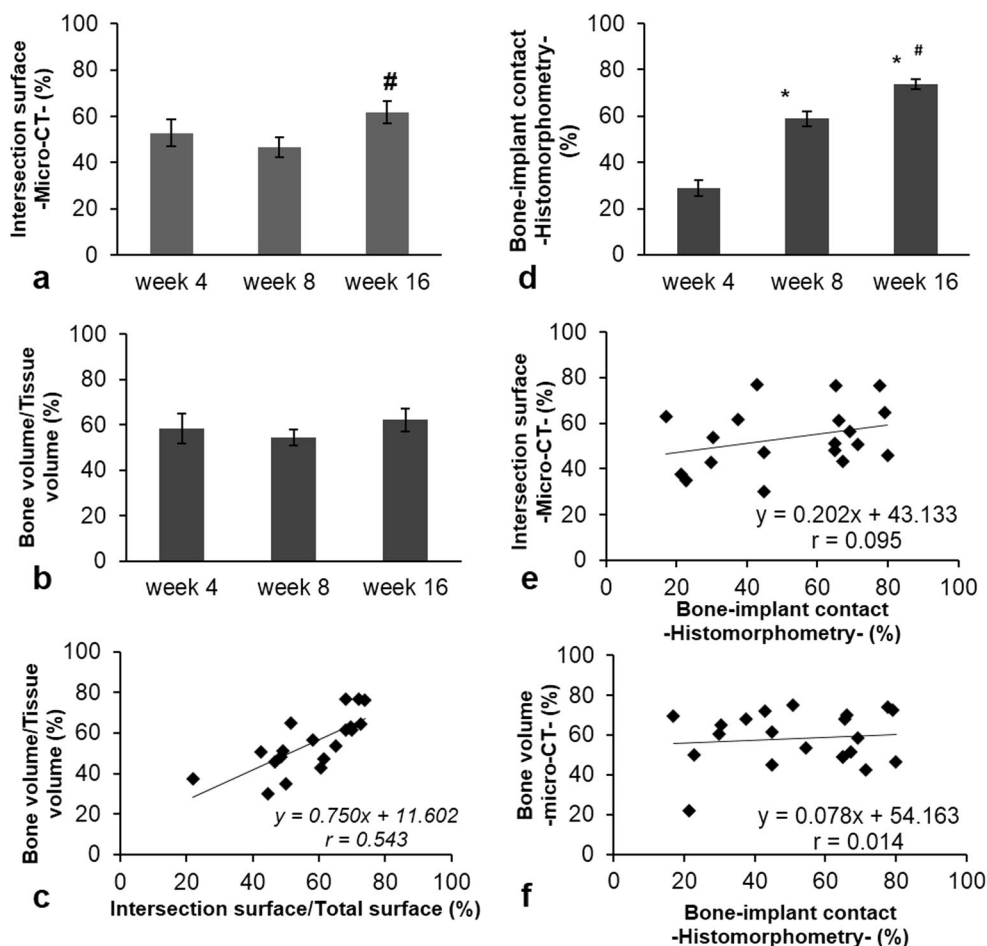 Intersection surface
-Micro-CT- (%)
100
80
60
40
20
0
#
week 4
week 8
week 16
a
Bone-implant contact
-Histomorphometry-
(%)
100
80
60
40
20
0
*
*
#
week 4
week 8
week 16
d
Bone volume/Tissue
volume (%)
100
80
60
40
20
0
week 4
week 8
week 16
b
Intersection surface
-Micro-CT- (%)
100
80
60
40
20
0
y = 0.202x + 43.133
r = 0.095
0
20
40
60
80
100
Bone-implant contact
-Histomorphometry- (%)
e
Bone volume/Tissue
volume (%)
100
80
60
40
20
0
y = 0.750x + 11.602
r = 0.543
0
20
40
60
80
100
Intersection surface/Total surface (%)
c
Bone volume
-micro-CT- (%)
100
80
60
40
20
0
y = 0.078x + 54.163
r = 0.014
0
20
40
60
80
100
Bone-implant contact
-Histomorphometry- (%)
f